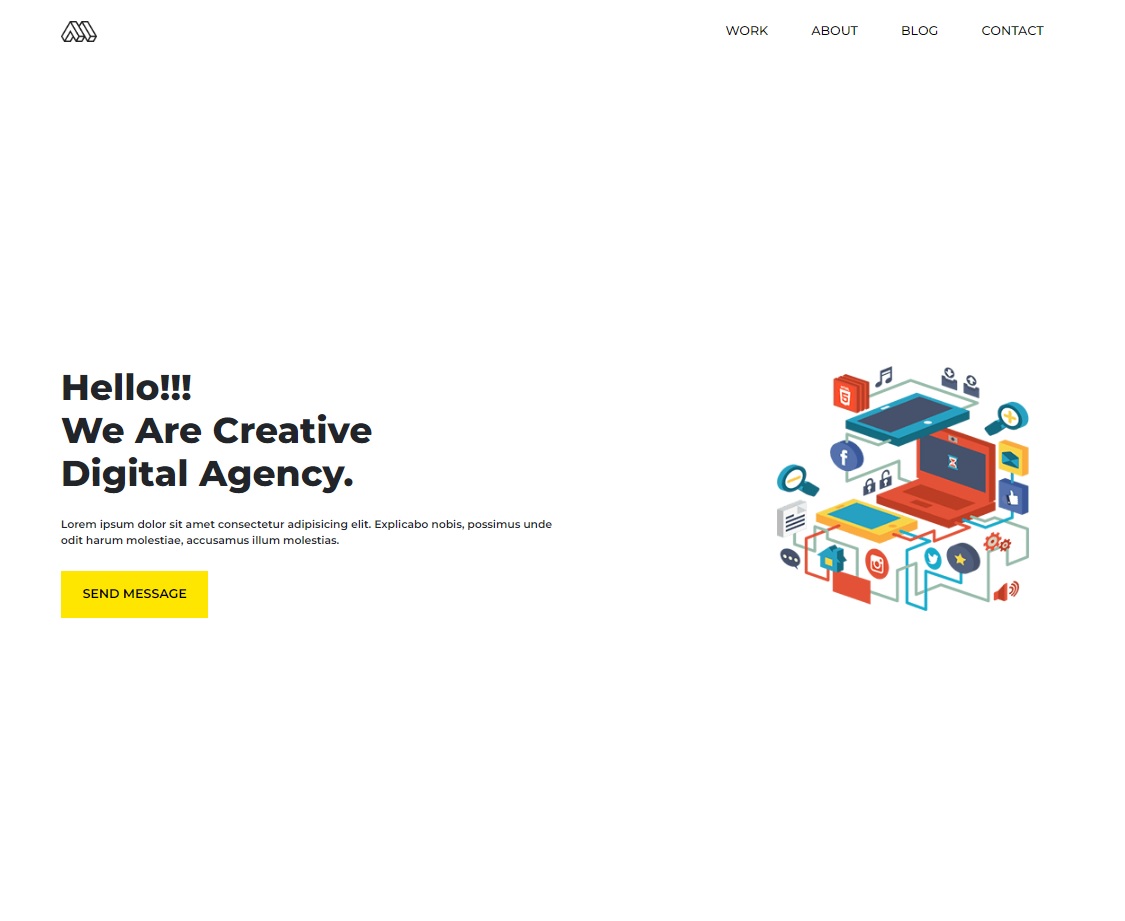 WORK ABOUT BLOG CONTACT
Hello!!!
We Are Creative
Digital Agency.
Lorem ipsum dolor sit amet consectetur adipisicing elit. Explicabo nobis, possimus unde
odit harum molestiae, accusamus illum molestias.
SEND MESSAGE